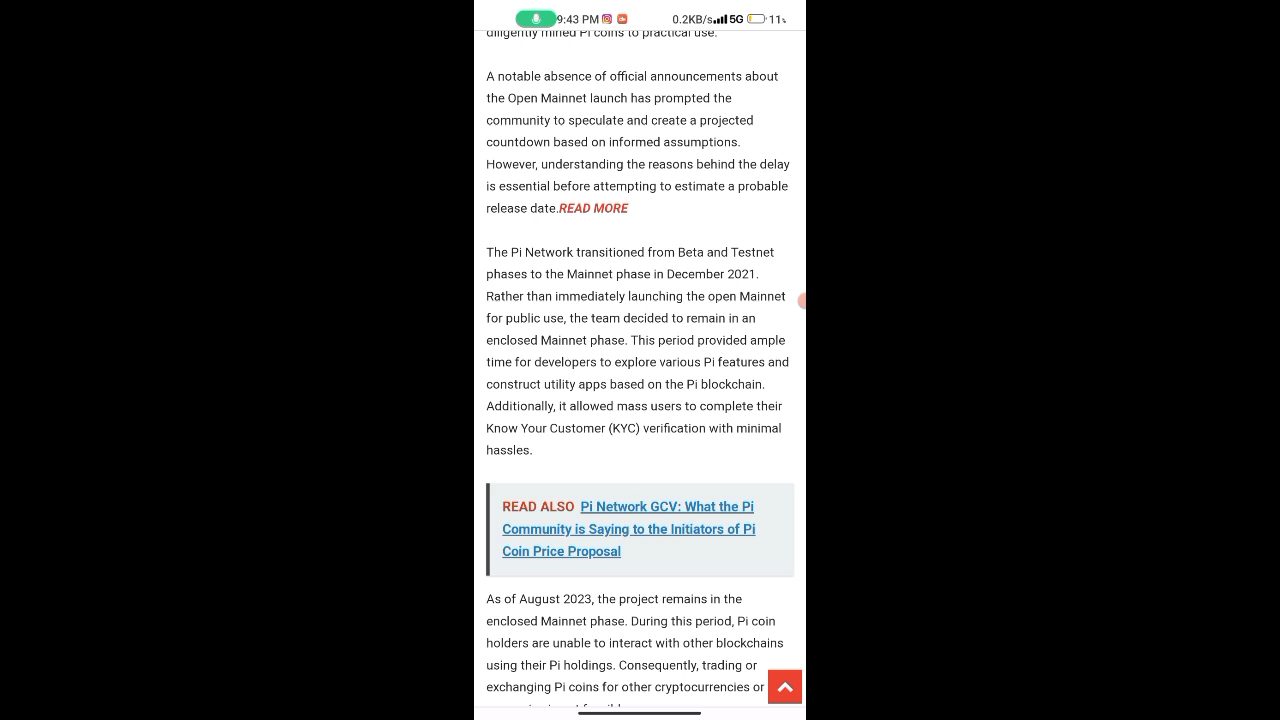 9:43 PM 0.2KB/s 5G 11
diligently mined Pi coins to practical use.
A notable absence of official announcements about
the Open Mainnet launch has prompted the
community to speculate and create a projected
countdown based on informed assumptions.
However, understanding the reasons behind the delay
is essential before attempting to estimate a probable
release date.READ MORE
The Pi Network transitioned from Beta and Testnet
phases to the Mainnet phase in December 2021.
Rather than immediately launching the open Mainnet
for public use, the team decided to remain in an
enclosed Mainnet phase. This period provided ample
time for developers to explore various Pi features and
construct utility apps based on the Pi blockchain.
Additionally, it allowed mass users to complete their
Know Your Customer (KYC) verification with minimal
hassles.
READ ALSO Pi Network GCV: What the Pi
Community is Saying to the Initiators of Pi
Coin Price Proposal
As of August 2023, the project remains in the
enclosed Mainnet phase. During this period, Pi coin
holders are unable to interact with other blockchains
using their Pi holdings. Consequently, trading or
exchanging Pi coins for other cryptocurrencies or